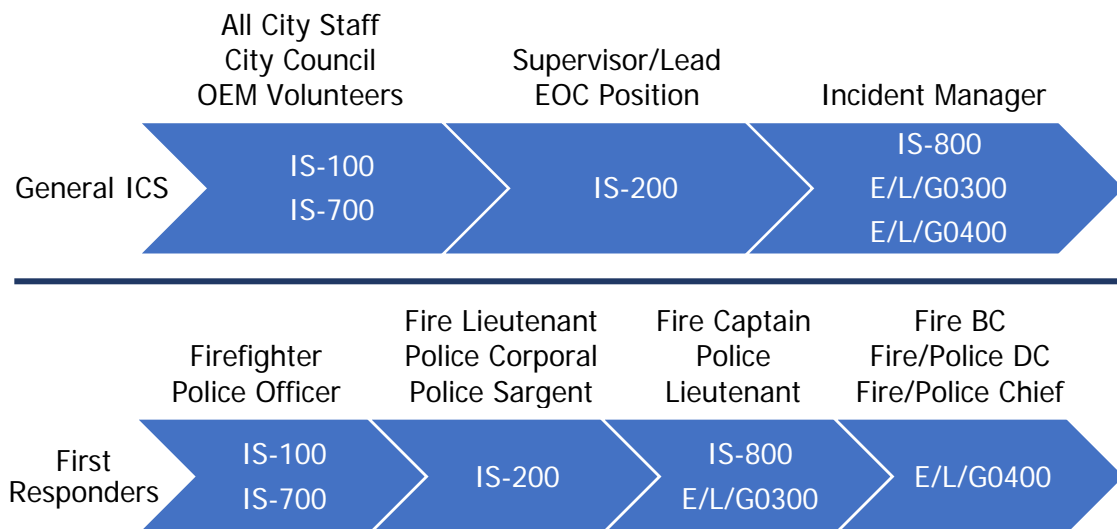 All City Staff
City Council
OEM Volunteers
Supervisor/Lead
EOC Position
Incident Manager
General ICS
IS-100
IS-700
IS-200
IS-800
E/L/G0300
E/L/G0400
Firefighter
Police Officer
Fire Lieutenant
Police Corporal
Police Sargent
Fire Captain
Police
Lieutenant
Fire BC
Fire/Police DC
Fire/Police Chief
First
Responders
IS-100
IS-700
IS-200
IS-800
E/L/G0300
E/L/G0400